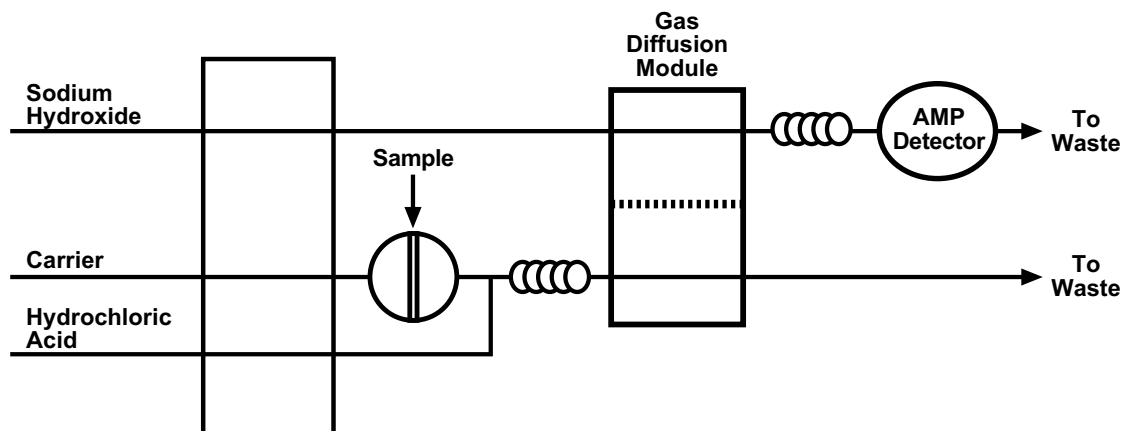 Gas
Diffusion
Module
Sodium
Hydroxide
AMP
Detector
To
Waste
Sample
Carrier
To
Waste
Hydrochloric
Acid